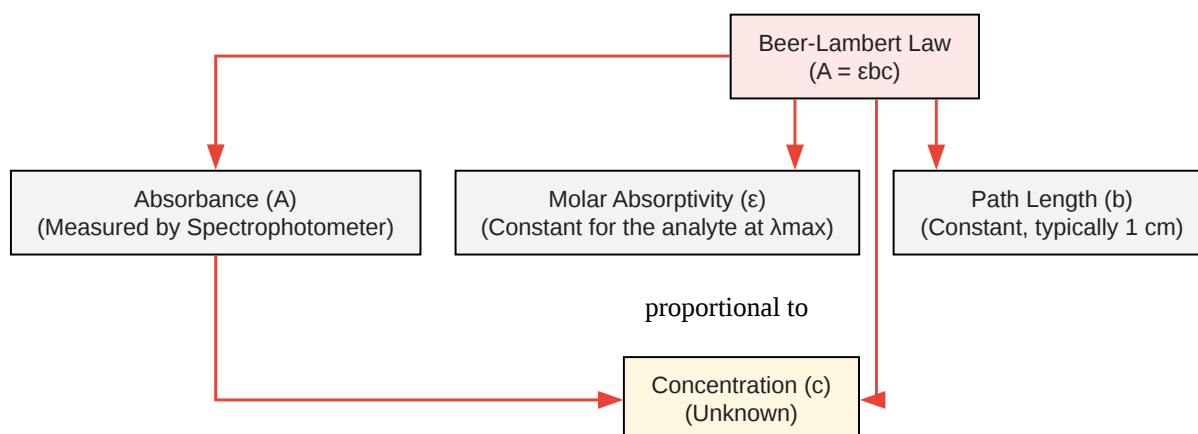 Beer-Lambert Law
(A = εbc)
Absorbance (A)
(Measured by Spectrophotometer)
Molar Absorptivity (ε)
(Constant for the analyte at λmax)
Path Length (b)
(Constant, typically 1 cm)
proportional to
Concentration (c)
(Unknown)